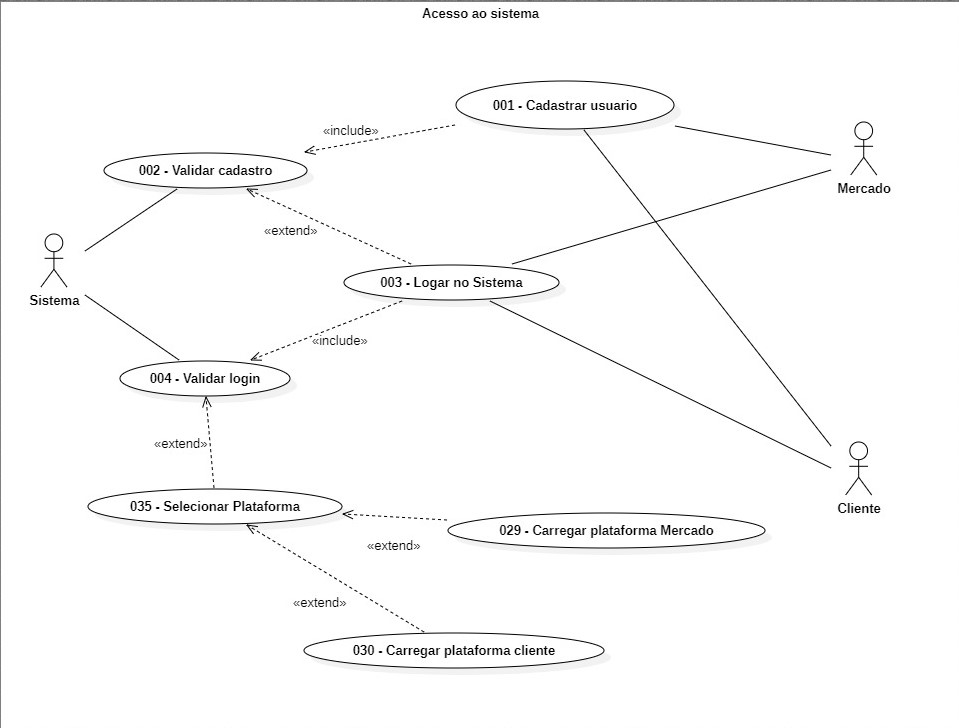 Acesso ao sistema
001 - Cadastrar usuario
«include»
002 - Validar cadastro
Mercado
«extend»
003 - Logar no Sistema
Sistema
«include»
004 - Validar login
«extend»
035 - Selecionar Plataforma
Cliente
029 - Carregar plataforma Mercado
«extend»
«extend»
030 - Carregar plataforma cliente